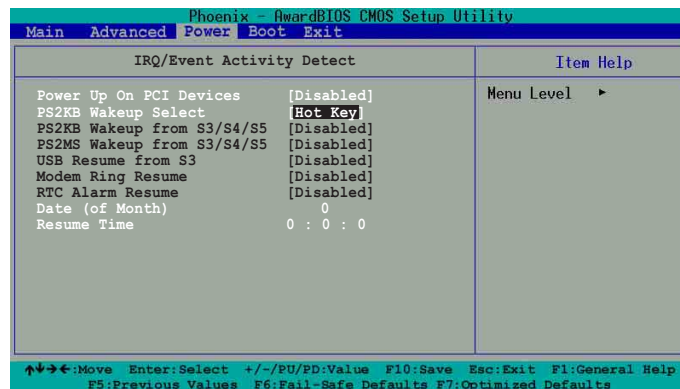 Phoenix - AwardBIOS CMOS Setup Utility
Main Advanced Power Boot Exit
IRQ/Event Activity Detect
Item Help
Power Up On PCI Devices [Disabled]
Menu Level ►
PS2KB Wakeup Select [Hot Key]
PS2KB Wakeup from S3/S4/S5 [Disabled]
PS2MS Wakeup from S3/S4/S5 [Disabled]
USB Resume from S3 [Disabled]
Modem Ring Resume [Disabled]
RTC Alarm Resume [Disabled]
Date (of Month) 0
Resume Time 0 : 0 : 0
↑↓→←:Move Enter:Select +/-/PU/PD:Value F10:Save Esc:Exit F1:General Help
F5:Previous Values F6:Fail-Safe Defaults F7:Optimized Defaults